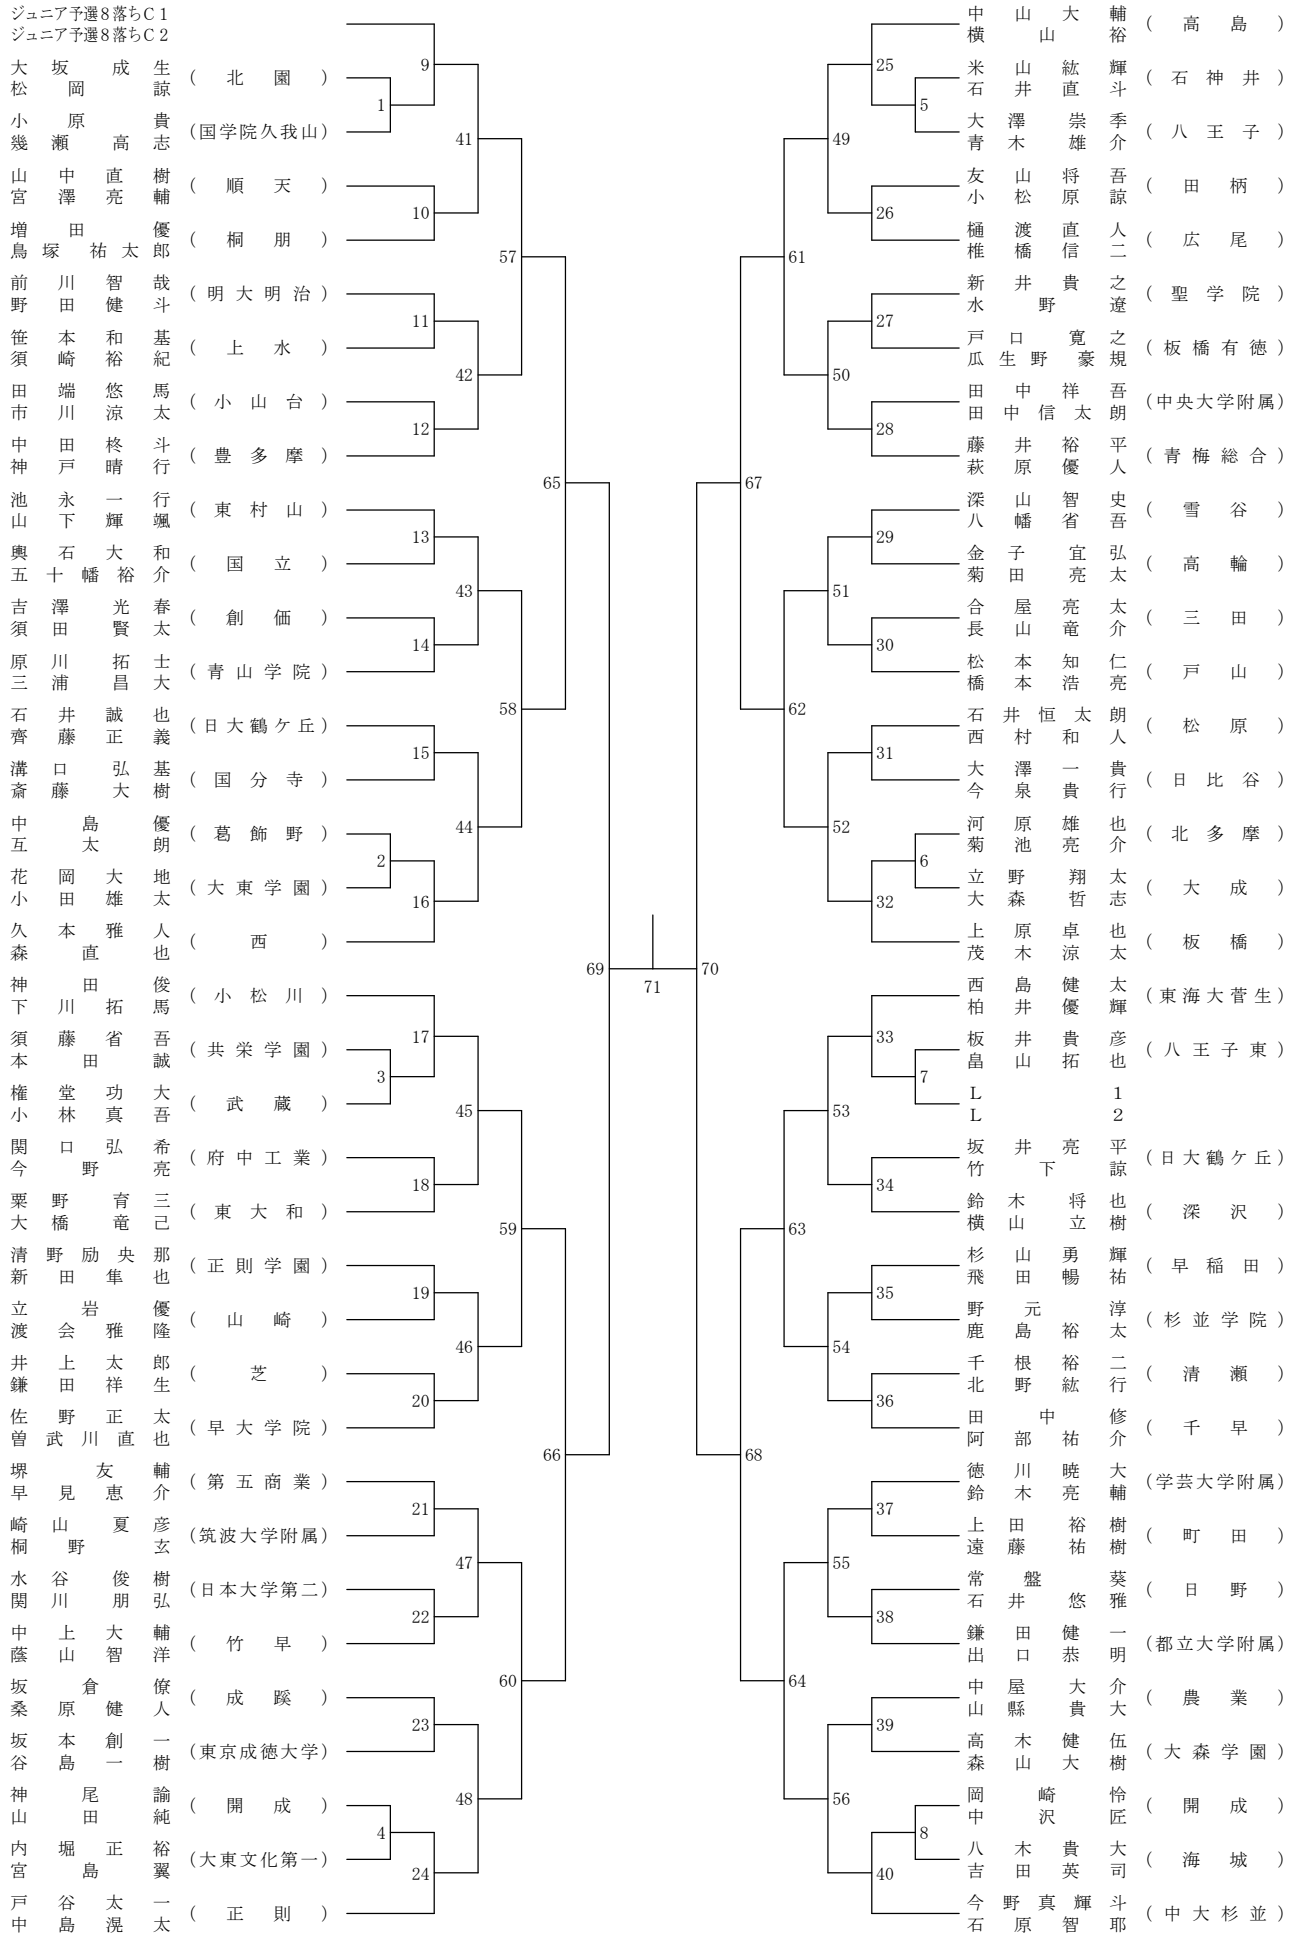 ジュニア予選8落ちC1
ジュニア予選8落ちC2
大坂成生
松岡諒
(北園)
小原貴
幾瀬高志
(国学院久我山)
山中直樹
宮澤亮輔
(順天)
増田優
鳥塚祐太郎
(桐朋)
前川智哉
野田健斗
(明大明治)
笹本和基
須崎裕紀
(上水)
田端悠馬
市川涼太
(小山台)
中田柊斗
神戸晴行
(豊多摩)
池永一行
山下輝颯
(東村山)
輿石大和
五十幡裕介
(国立)
吉澤光春
須田賢太
(創価)
原川拓士
三浦昌大
(青山学院)
石井誠也
齊藤正義
(日大鶴ケ丘)
溝口弘基
斎藤大樹
(国分寺)
中島優
互太朗
(葛飾野)
花岡大地
小田雄太
(大東学園)
久本雅人
森直也
(西)
神田俊
下川拓馬
(小松川)
須藤省吾
本田誠
(共栄学園)
権堂功大
小林真吾
(武蔵)
関口弘希
今野亮
(府中工業)
粟野育三
大橋竜己
(東大和)
清野励央那
新田隼也
(正則学園)
立岩優
渡会雅隆
(山崎)
井上太郎
鎌田祥生
(芝)
佐野正太
曽武川直也
(早大学院)
堺友輔
早見恵介
(第五商業)
崎山夏彦
桐野玄
(筑波大学附属)
水谷俊樹
関川朋弘
(日本大学第二)
中上大輔
蔭山智洋
(竹早)
坂倉僚
桑原健人
(成蹊)
坂本創一
谷島一樹
(東京成徳大学)
神尾諭
山田純
(開成)
内堀正裕
宮島翼
(大東文化第一)
戸谷太一
中島滉太
(正則)
1
2
3
4
9
10
11
12
13
14
15
16
17
18
19
20
21
22
23
24
41
42
43
44
45
46
47
48
57
58
59
60
65
66
69
71
70
67
68
61
62
63
64
49
50
51
52
53
54
55
56
25
26
27
28
29
30
31
32
33
34
35
36
37
38
39
40
5
6
7
8
中山大輔
横山裕
(高島)
米山紘輝
石井直斗
(石神井)
大澤崇季
青木雄介
(八王子)
友山将吾
小松原諒
(田柄)
樋渡直人
椎橋信二
(広尾)
新井貴之
水野遼
(聖学院)
戸口寛之
瓜生野豪規
(板橋有徳)
田中祥吾
田中信太朗
(中央大学附属)
藤井裕平
萩原優人
(青梅総合)
深山智史
八幡省吾
(雪谷)
金子宜弘
菊田亮太
(高輪)
合屋亮太
長山竜介
(三田)
松本知仁
橋本浩亮
(戸山)
石井恒太朗
西村和人
(松原)
大澤一貴
今泉貴行
(日比谷)
河原雄也
菊池亮介
(北多摩)
立野翔太
大森哲志
(大成)
上原卓也
茂木涼太
(板橋)
西島健太
柏井優輝
(東海大菅生)
板井貴彦
畠山拓也
(八王子東)
L1
L2
坂井亮平
竹下諒
(日大鶴ケ丘)
鈴木将也
横山立樹
(深沢)
杉山勇輝
飛田暢祐
(早稲田)
野元淳
鹿島裕太
(杉並学院)
千根裕二
北野紘行
(清瀬)
田中修
阿部祐介
(千早)
徳川暁大
鈴木亮輔
(学芸大学附属)
上田裕樹
遠藤祐樹
(町田)
常盤葵
石井悠雅
(日野)
鎌田健一
出口恭明
(都立大学附属)
中屋大介
山縣貴大
(農業)
高木健伍
森山大樹
(大森学園)
岡崎怜
中沢匠
(開成)
八木貴大
吉田英司
(海城)
今野真輝斗
石原智耶
(中大杉並)